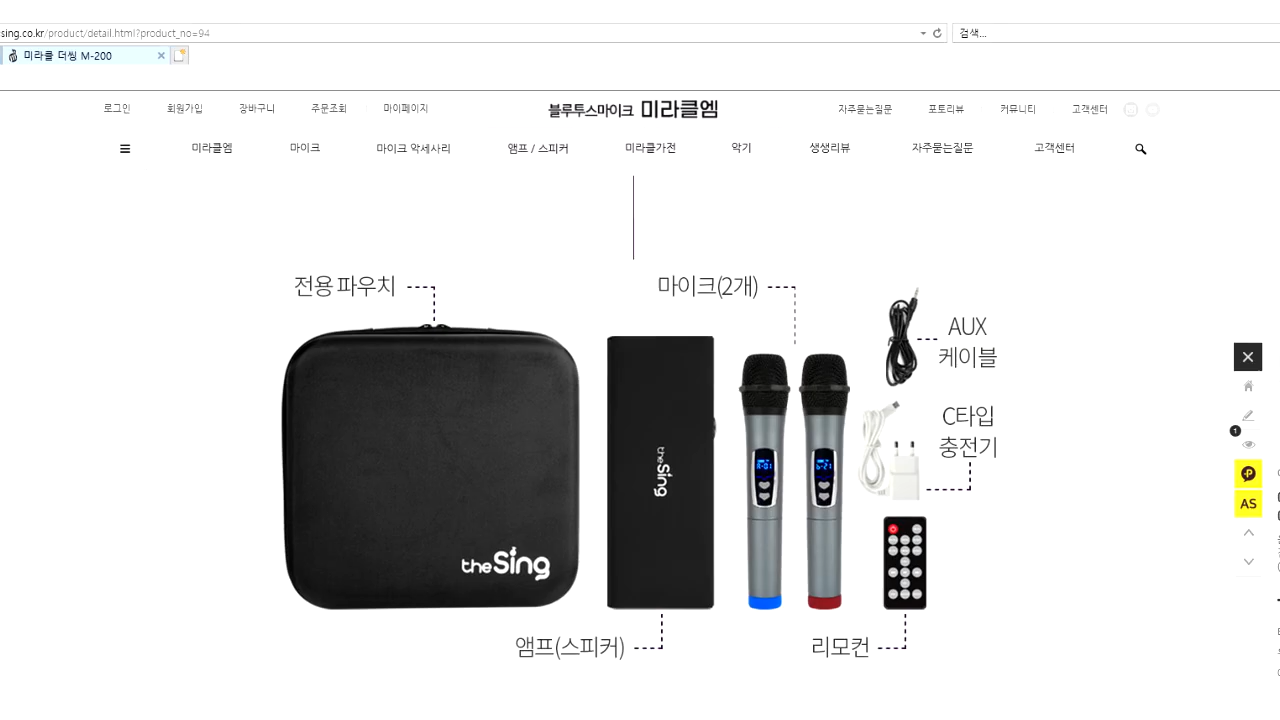 sing.co.kr/product/detail.html?product_no=94
검색...
미라클 더씽 M-200
로그인 회원가입 장바구니 주문조회 마이페이지 블루투스마이크 미라클엠 자주묻는질문 포토리뷰 커뮤니티 고객센터
미라클엠 마이크 마이크 악세사리 앰프 / 스피커 미라클가전 악기 생생리뷰 자주묻는질문 고객센터
전용 파우치
마이크(2개)
AUX
케이블
C타입
충전기
1
P
AS
theSing
theSing
앰프(스피커)
리모컨